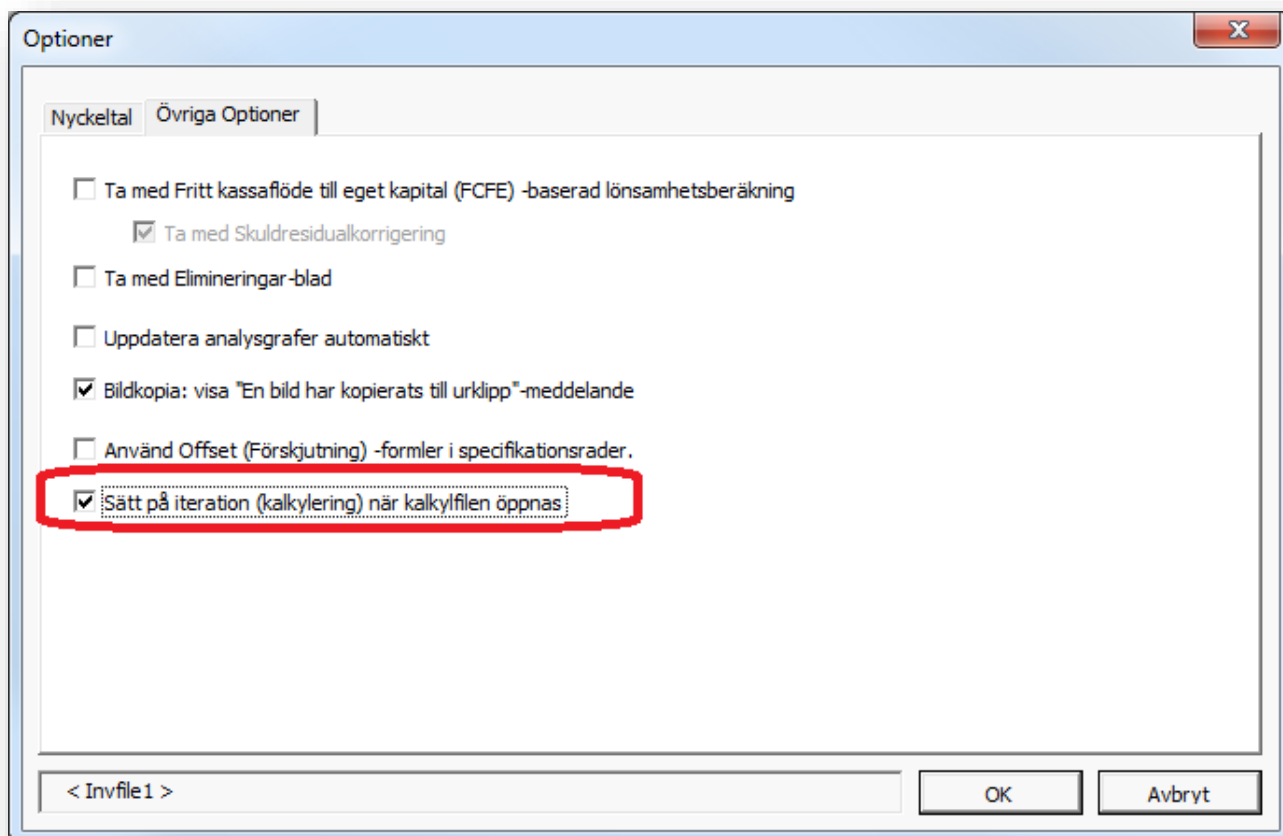 Optioner
Nyckeltal
Övriga Optioner
Ta med Fritt kassaflöde till eget kapital (FCFE) -baserad lönsamhetsberäkning
Ta med Skuldresidualkorrigering
Ta med Elimineringar-blad
Uppdatera analysgrafer automatiskt
Bildkopia: visa "En bild har kopierats till urklipp"-meddelande
Använd Offset (Förskjutning) -formler i specifikationsrader.
Sätt på iteration (kalkylering) när kalkylfilen öppnas
< Invfile1 >
OK
Avbryt